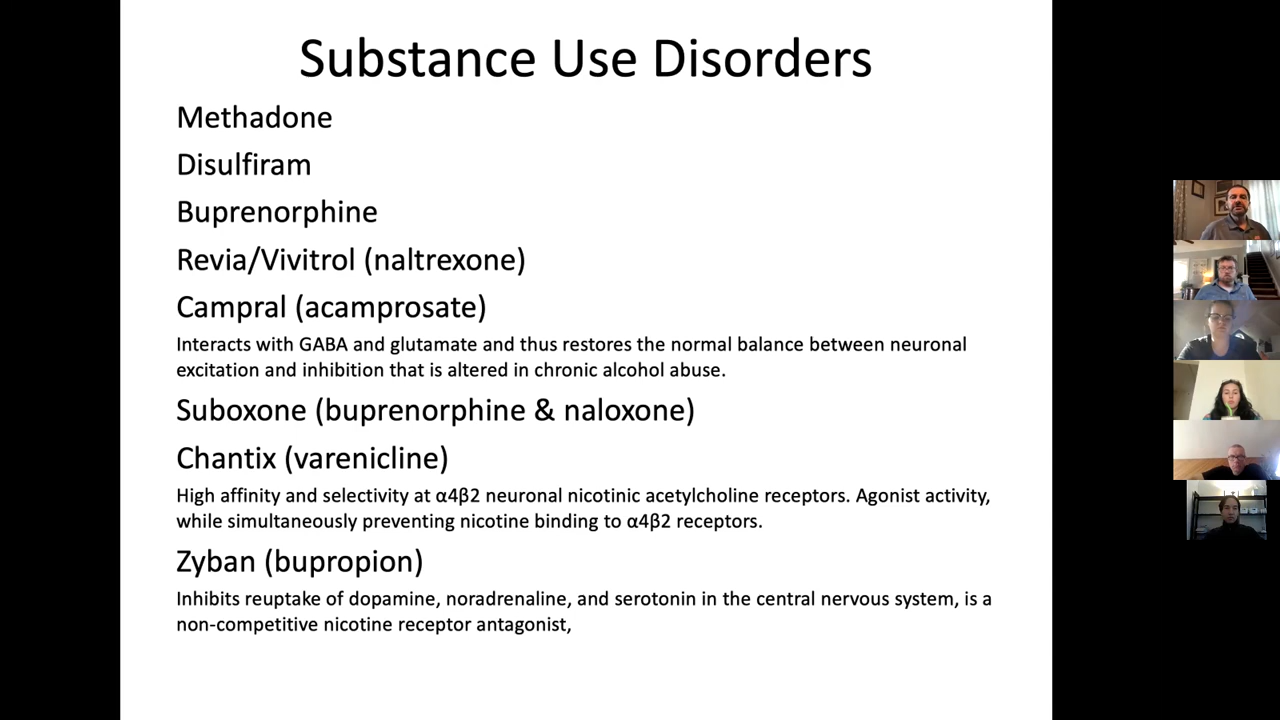 Substance Use Disorders
Methadone
Disulfiram
Buprenorphine
Revia/Vivitrol (naltrexone)
Campral (acamprosate)
Interacts with GABA and glutamate and thus restores the normal balance between neuronal
excitation and inhibition that is altered in chronic alcohol abuse.
Suboxone (buprenorphine & naloxone)
Chantix (varenicline)
High affinity and selectivity at α4β2 neuronal nicotinic acetylcholine receptors. Agonist activity,
while simultaneously preventing nicotine binding to α4β2 receptors.
Zyban (bupropion)
Inhibits reuptake of dopamine, noradrenaline, and serotonin in the central nervous system, is a
non-competitive nicotine receptor antagonist,